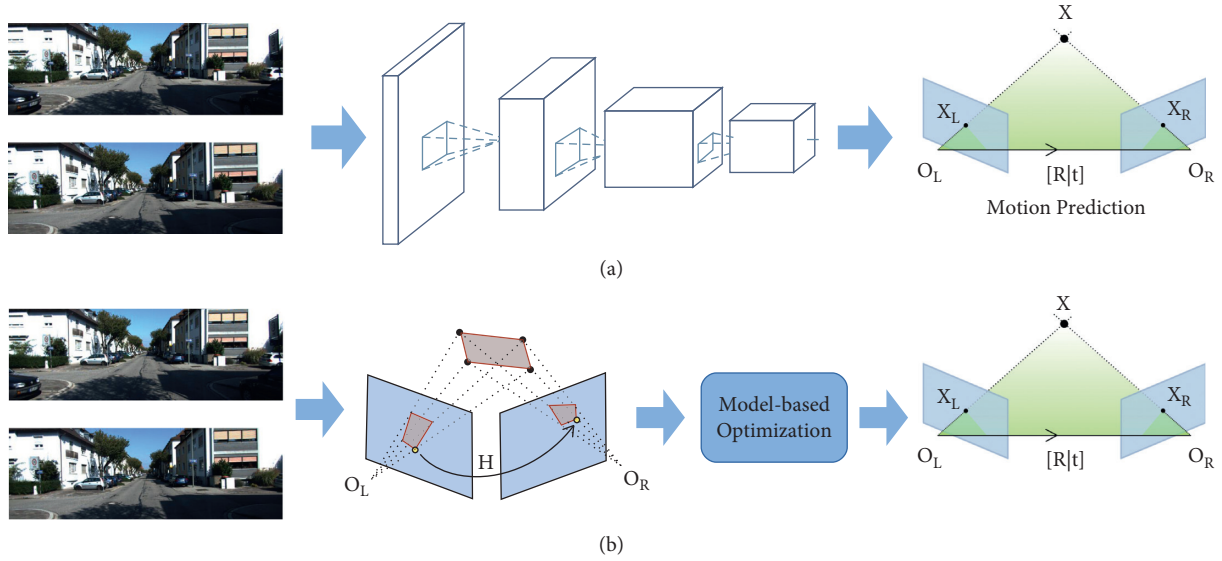 X
X_L
X_R
O_L
[R|t]
O_R
Motion Prediction
(a)
X
X_L
X_R
Model-based
Optimization
H
O_L
O_R
O_L
[R|t]
O_R
(b)